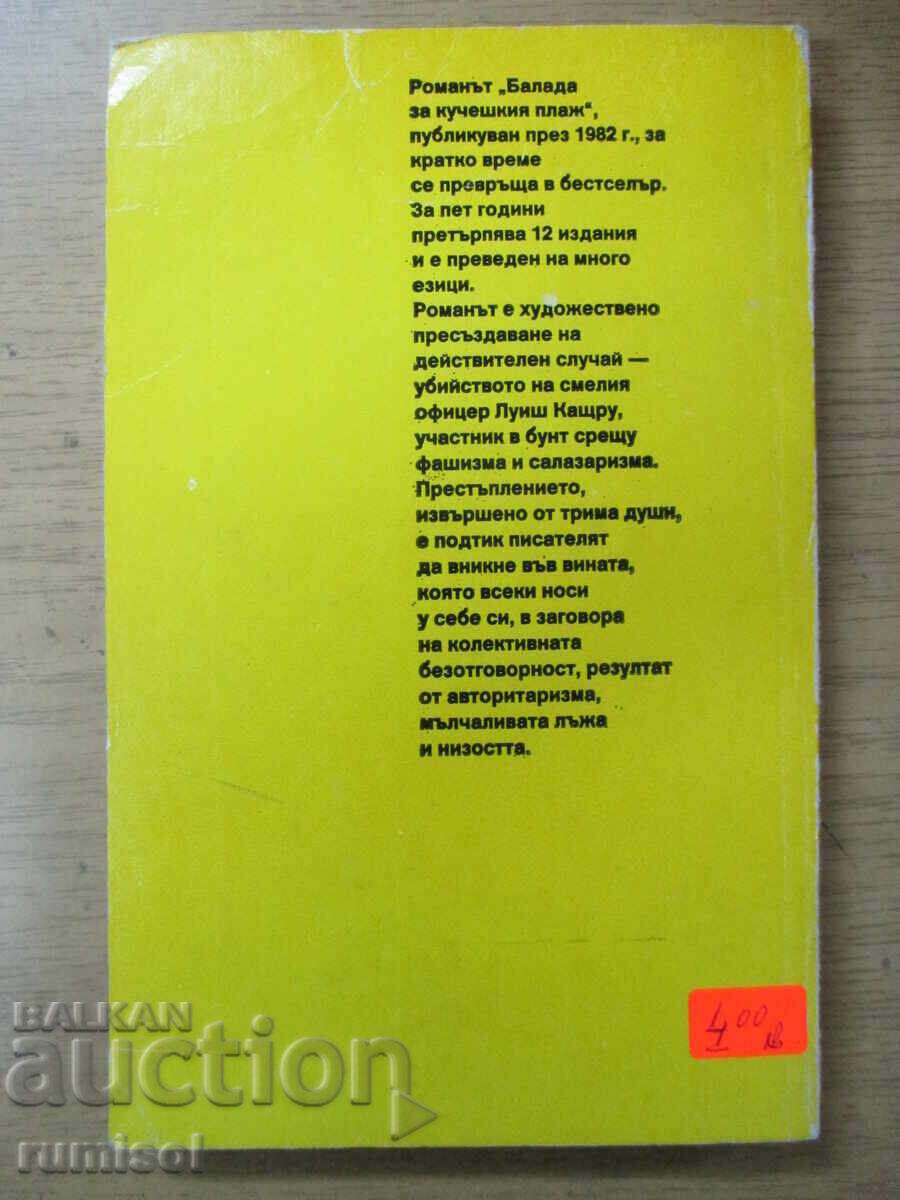 Романът „Балада
за кучешкия плаж“,
публикуван през 1982 г., за
кратко време
се превръща в бестселър.
За пет години
претърпява 12 издания
и е преведен на много
езици.
Романът е художествено
пресъздаване на
действителен случай —
убийството на смелия
офицер Луиш Кащру,
участник в бунт срещу
фашизма и салазаризма.
Престъплението,
извършено от трима души,
е подтик писателят
да вникне във вината,
която всеки носи
у себе си, в заговора
на колективната
безотговорност, резултат
от авторитаризма,
мълчаливата лъжа
и низостта.
4 00 лв
BALKAN
auction
rumisol